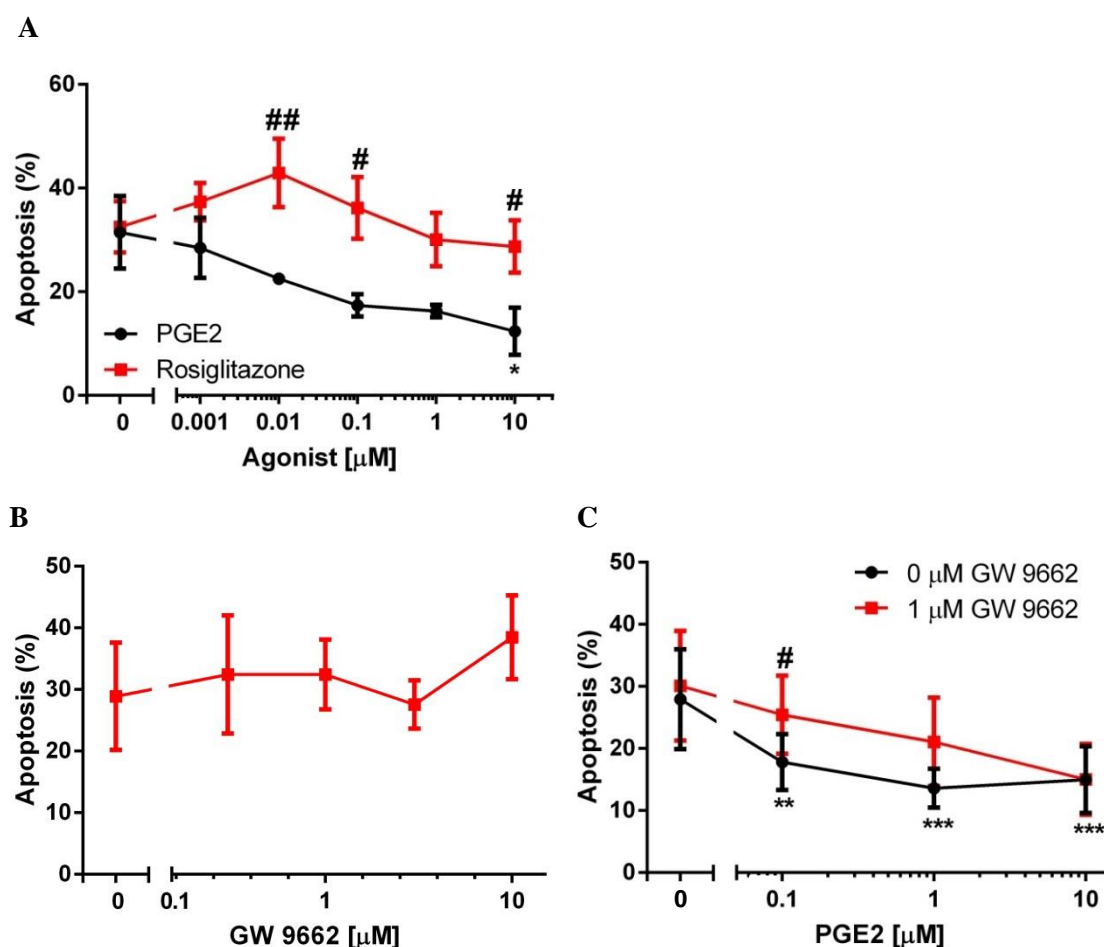 A
60
40
20
0
Apoptosis (%)
##
#
#
*
PGE2
Rosiglitazone
0 0.001 0.01 0.1 1 10
Agonist [μM]
B
50
40
30
20
10
0
Apoptosis (%)
0 0.1 1 10
GW 9662 [μM]
C
50
40
30
20
10
0
Apoptosis (%)
0 μM GW 9662
1 μM GW 9662
#
** *** ***
0 0.1 1 10
PGE2 [μM]